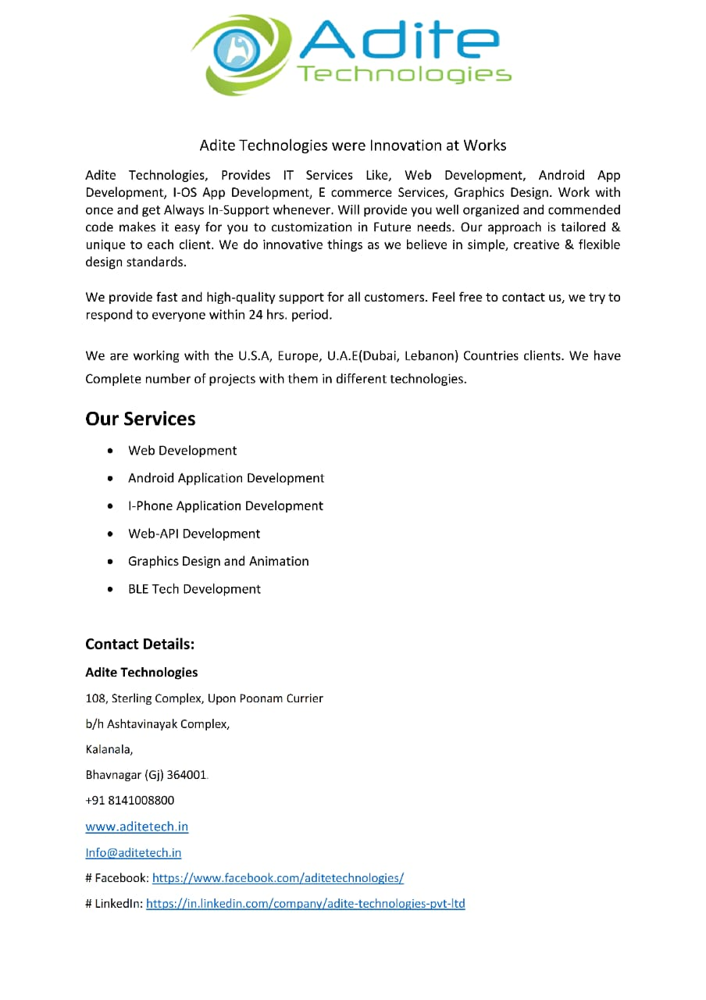 Adite
Technologies
Adite Technologies were Innovation at Works
Adite Technologies, Provides IT Services Like, Web Development, Android App
Development, I-OS App Development, E commerce Services, Graphics Design. Work with
once and get Always In-Support whenever. Will provide you well organized and commended
code makes it easy for you to customization in Future needs. Our approach is tailored &
unique to each client. We do innovative things as we believe in simple, creative & flexible
design standards.
We provide fast and high-quality support for all customers. Feel free to contact us, we try to
respond to everyone within 24 hrs. period.
We are working with the U.S.A, Europe, U.A.E(Dubai, Lebanon) Countries clients. We have
Complete number of projects with them in different technologies.
Our Services
• Web Development
• Android Application Development
• I-Phone Application Development
• Web-API Development
• Graphics Design and Animation
• BLE Tech Development
Contact Details:
Adite Technologies
108, Sterling Complex, Upon Poonam Currier
b/h Ashtavinayak Complex,
Kalanala,
Bhavnagar (Gj) 364001.
+91 8141008800
www.aditetech.in
Info@aditetech.in
# Facebook: https://www.facebook.com/aditetechnologies/
# LinkedIn: https://in.linkedin.com/company/adite-technologies-pvt-ltd